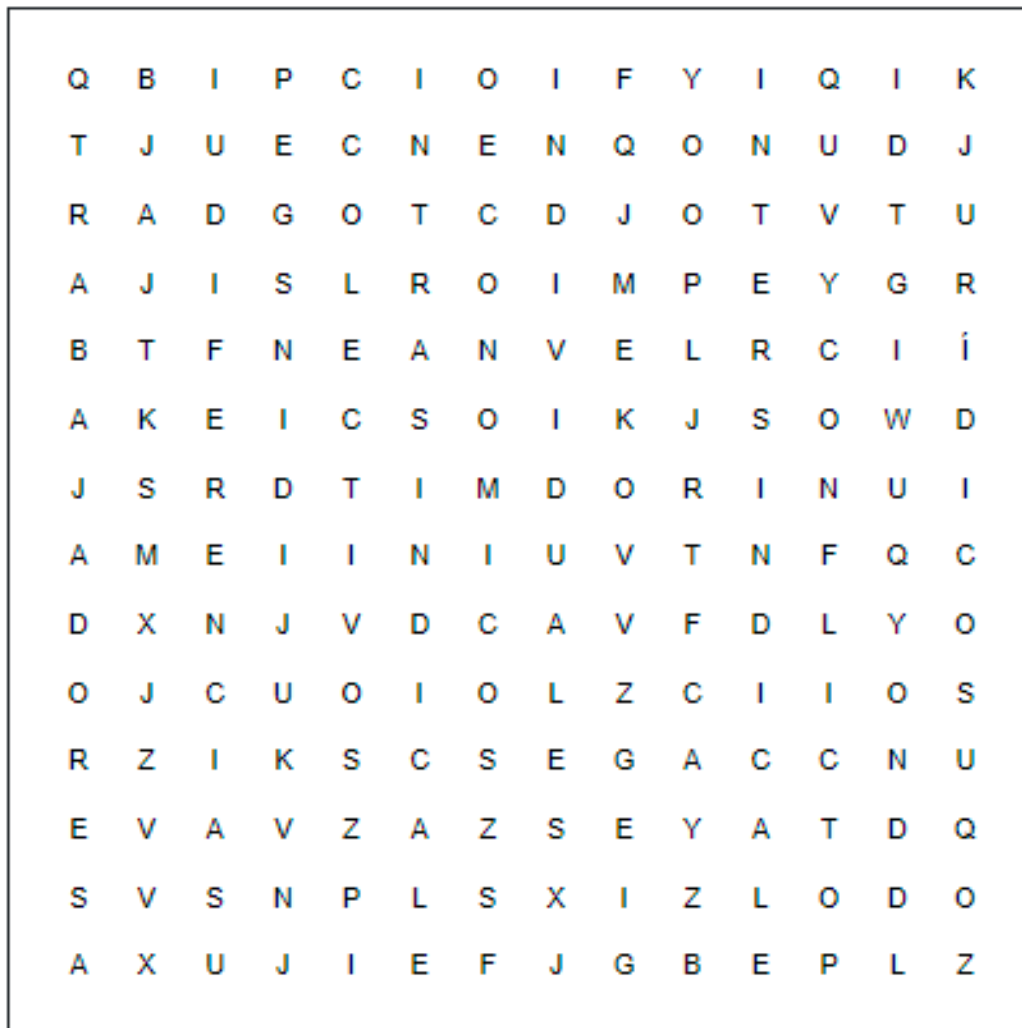 Q B I P C I O I F Y I Q I K
T J U E C N E N Q O N U D J
R A D G O T C D J O T V T U
A J I S L R O I M P E Y G R
B T F N E A N V E L R C I Í
A K E I C S O I K J S O W D
J S R D T I M D O R I N U I
A M E I I N I U V T N F Q C
D X N J V D C A V F D L Y O
O J C U O I O L Z C I I O S
R Z I K S C S E G A C C N U
E V A V Z A Z S E Y A T D Q
S V S N P L S X I Z L O D O
A X U J I E F J G B E P L Z